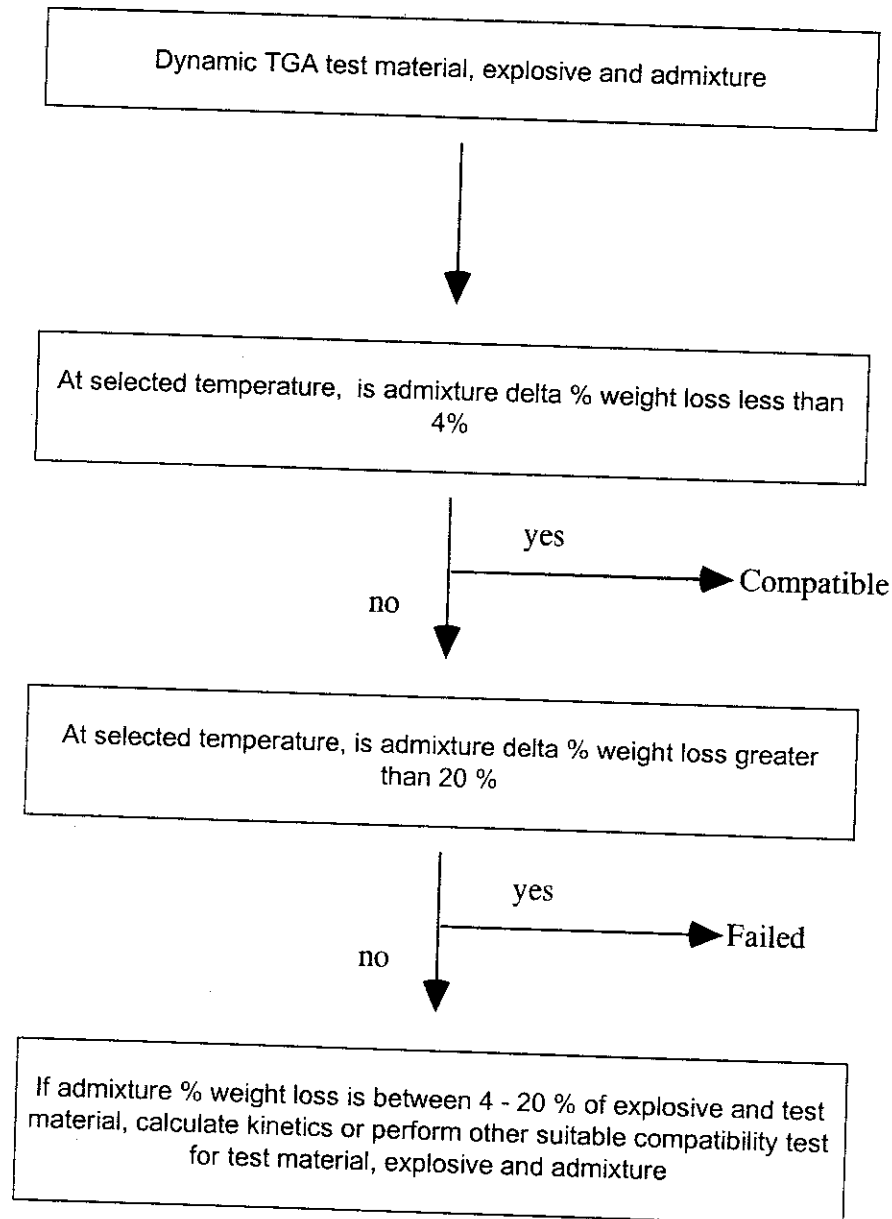 Dynamic TGA test material, explosive and admixture
At selected temperature, is admixture delta % weight loss less than
4%
yes
Compatible
no
At selected temperature, is admixture delta % weight loss greater
than 20 %
yes
Failed
no
If admixture % weight loss is between 4 - 20 % of explosive and test
material, calculate kinetics or perform other suitable compatibility test
for test material, explosive and admixture